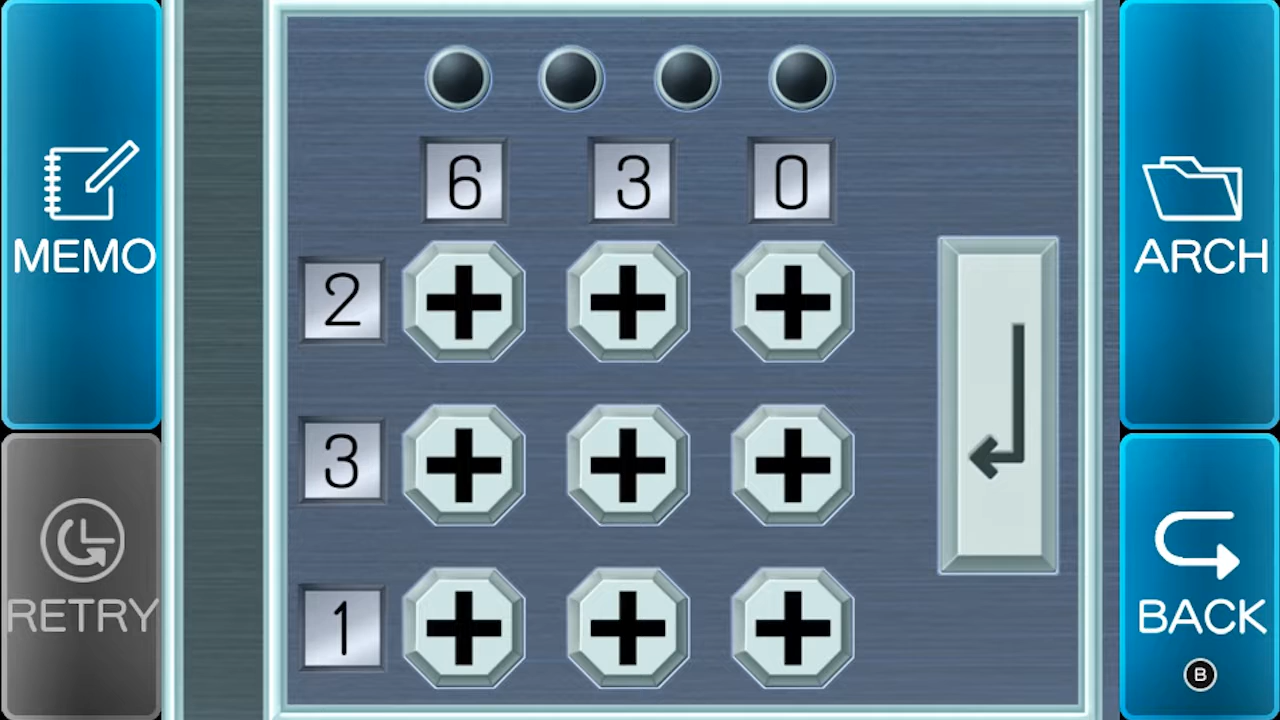 6 3 0
2 + + +
MEMO
ARCH
3 + + +
RETRY
1 + + +
BACK
B